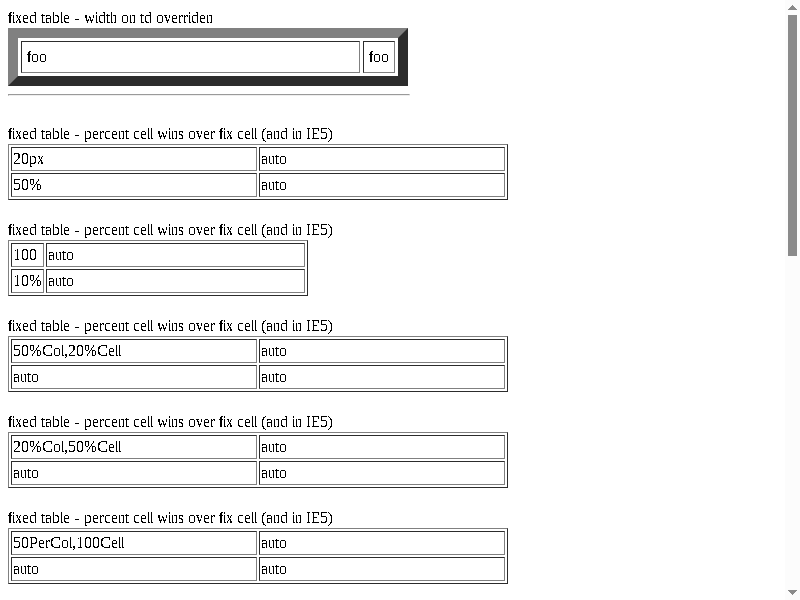 fixed table - width on td overriden
foo foo
fixed table - percent cell wins over fix cell (and in IE5)
20px auto
50% auto
fixed table - percent cell wins over fix cell (and in IE5)
100 auto
10% auto
fixed table - percent cell wins over fix cell (and in IE5)
50%Col,20%Cell auto
auto auto
fixed table - percent cell wins over fix cell (and in IE5)
20%Col,50%Cell auto
auto auto
fixed table - percent cell wins over fix cell (and in IE5)
50PerCol,100Cell auto
auto auto